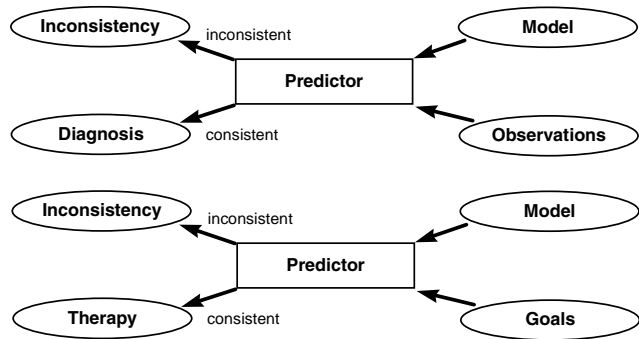 Inconsistency
inconsistent
Model
Predictor
Diagnosis
consistent
Observations
Inconsistency
inconsistent
Model
Predictor
Therapy
consistent
Goals